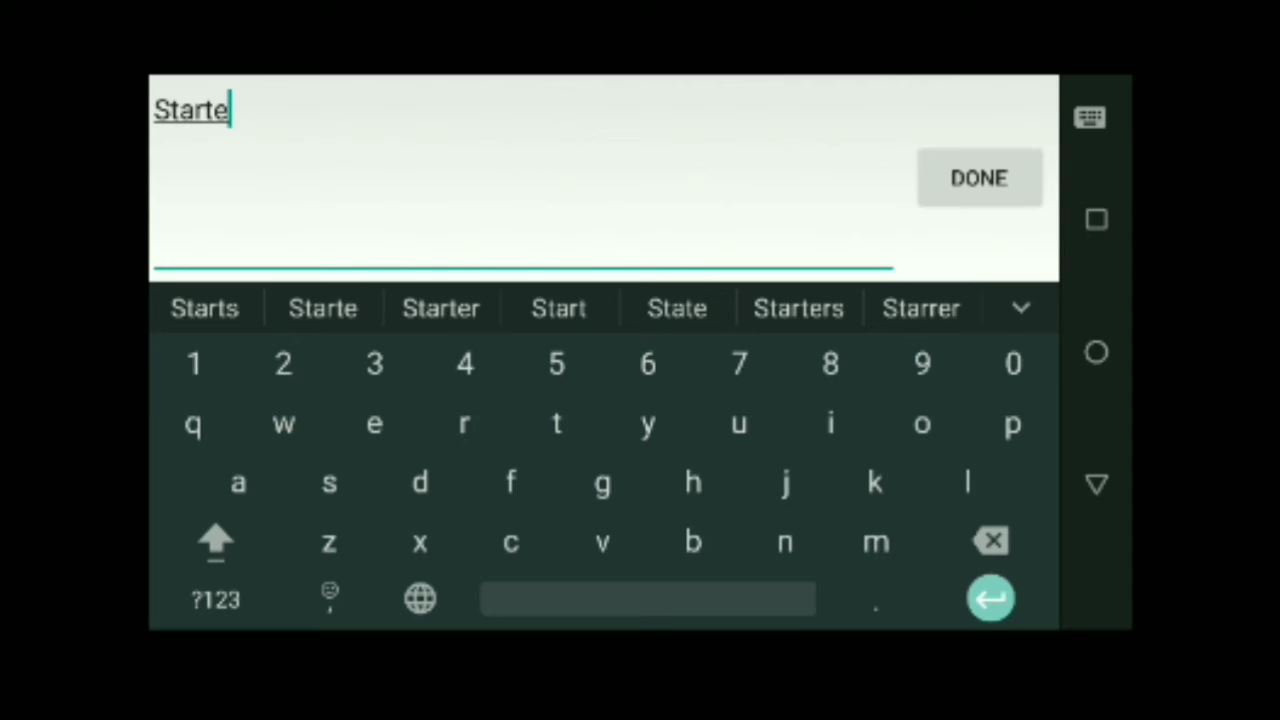 Starte
DONE
Starts Starte Starter Start State Starters Starrer
1 2 3 4 5 6 7 8 9 0
q w e r t y u i o p
a s d f g h j k l
z x c v b n m
?123 , .